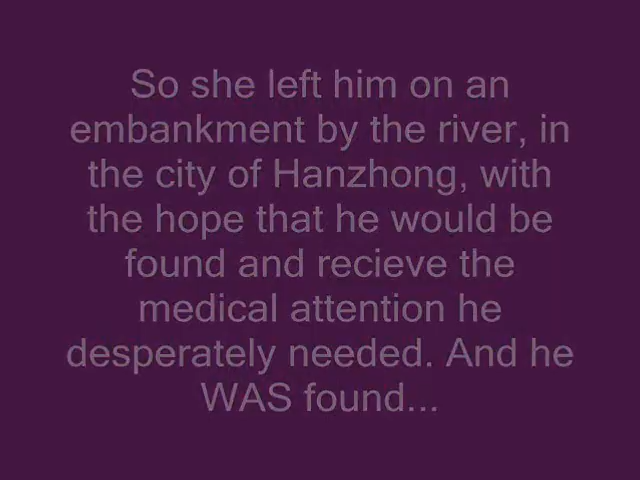 So she left him on an
embankment by the river, in
the city of Hanzhong, with
the hope that he would be
found and recieve the
medical attention he
desperately needed. And he
WAS found...